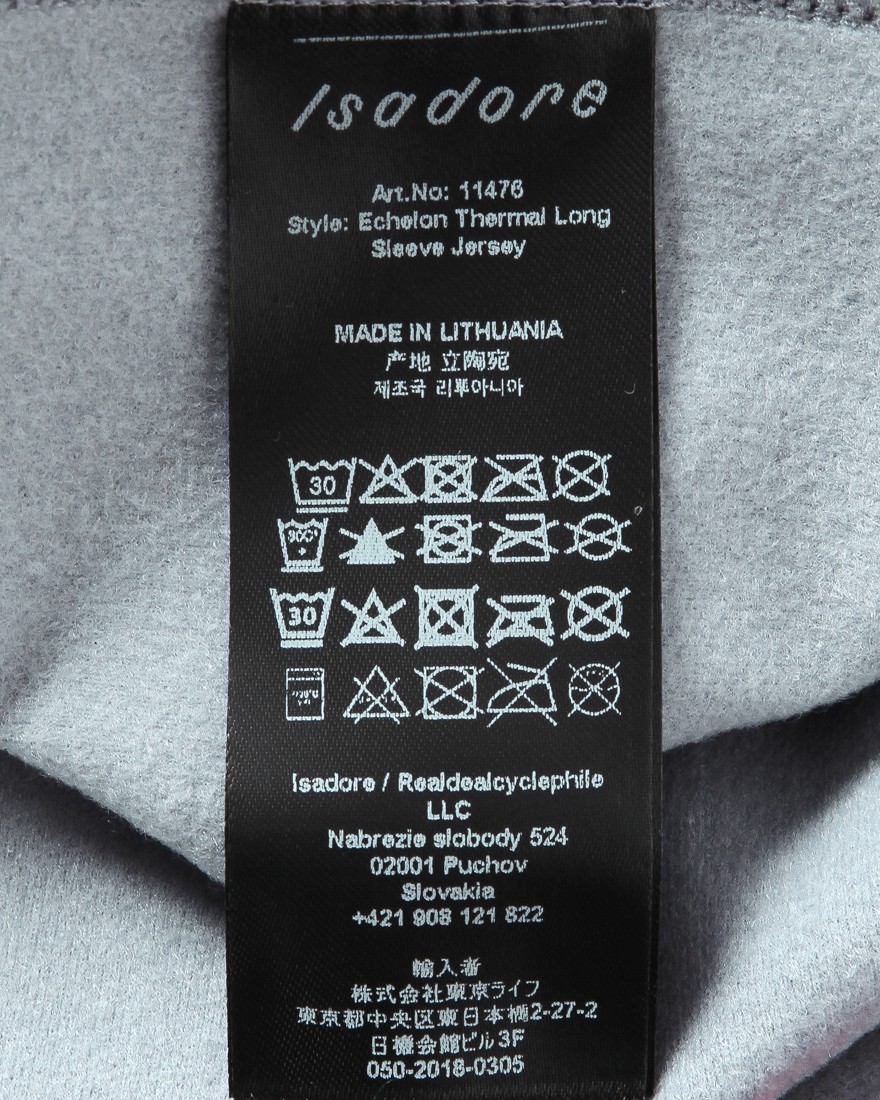 Isadore
Art.No: 11476
Style: Echelon Thermal Long
Sleeve Jersey
MADE IN LITHUANIA
产地 立陶宛
제조국 리투아니아
30
30
Isadore / Realdealcyclephile
LLC
Nabrezie slobody 524
02001 Puchov
Slovakia
+421 908 121 822
輸入者
株式会社東京ライフ
東京都中央区東日本橋2-27-2
日機会館ビル3F
050-2018-0305